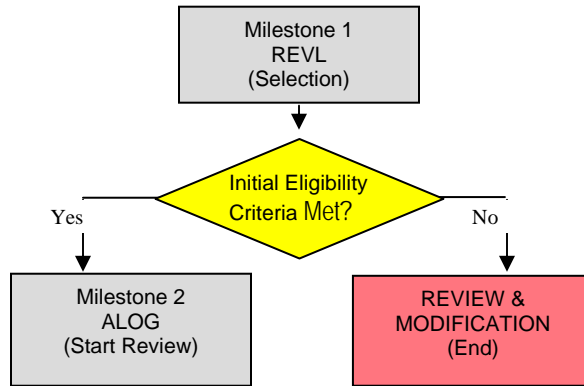 Milestone 1
REVL
(Selection)
Initial Eligibility
Criteria Met?
Yes
No
Milestone 2
ALOG
(Start Review)
REVIEW &
MODIFICATION
(End)